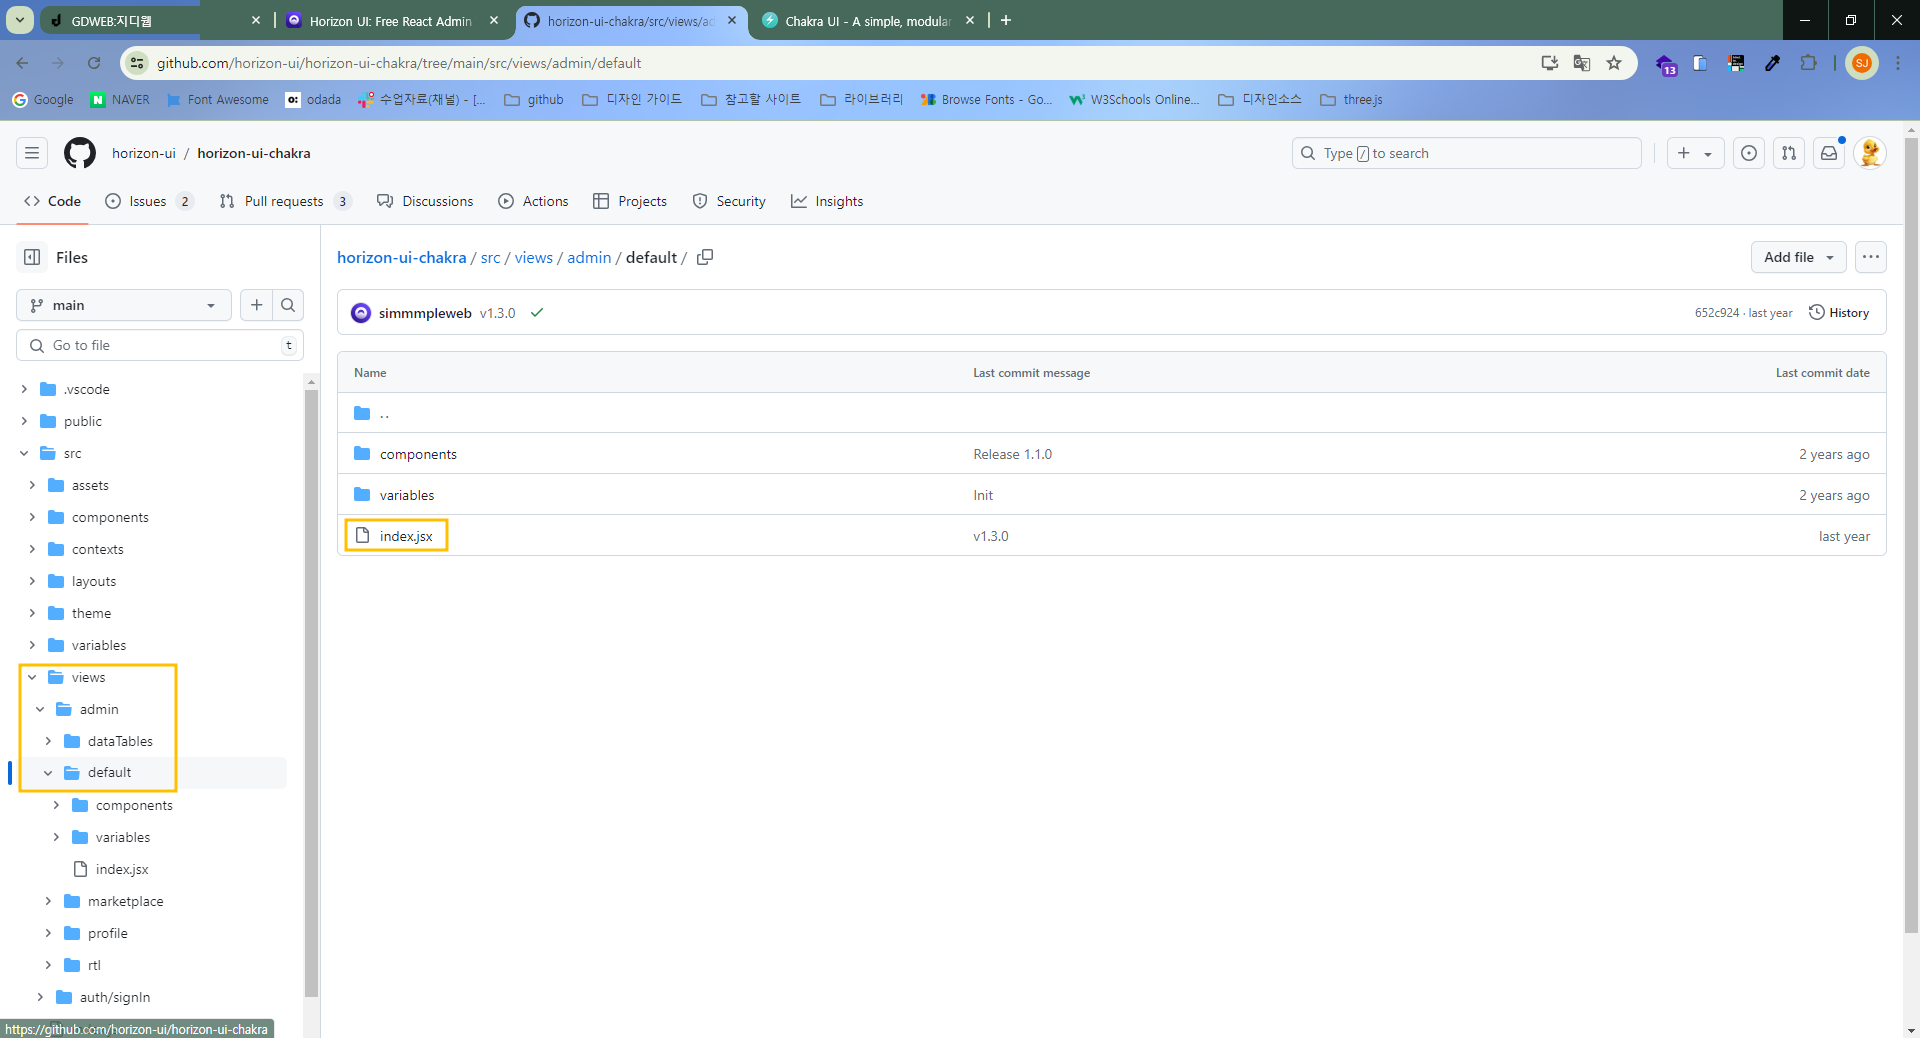 GDWEB:지디웹
Horizon UI: Free React Admin
horizon-ui-chakra/src/views/ad
Chakra UI - A simple, modular
github.com/horizon-ui/horizon-ui-chakra/tree/main/src/views/admin/default
13
SJ
Google
NAVER
Font Awesome
o:
odada
수업자료(채널) - [...
github
디자인 가이드
참고할 사이트
라이브러리
Browse Fonts - Go...
W3Schools Online...
디자인소스
three.js
horizon-ui / horizon-ui-chakra
Type / to search
Code
Issues 2
Pull requests 3
Discussions
Actions
Projects
Security
Insights
Files
main
Go to file
t
.vscode
public
src
assets
components
contexts
layouts
theme
variables
views
admin
dataTables
default
components
variables
index.jsx
marketplace
profile
rtl
auth/signIn
https://github.com/horizon-ui/horizon-ui-chakra
horizon-ui-chakra / src / views / admin / default /
Add file
simmmpleweb v1.3.0
652c924 · last year
History
Name Last commit message Last commit date
..
components Release 1.1.0 2 years ago
variables Init 2 years ago
index.jsx v1.3.0 last year